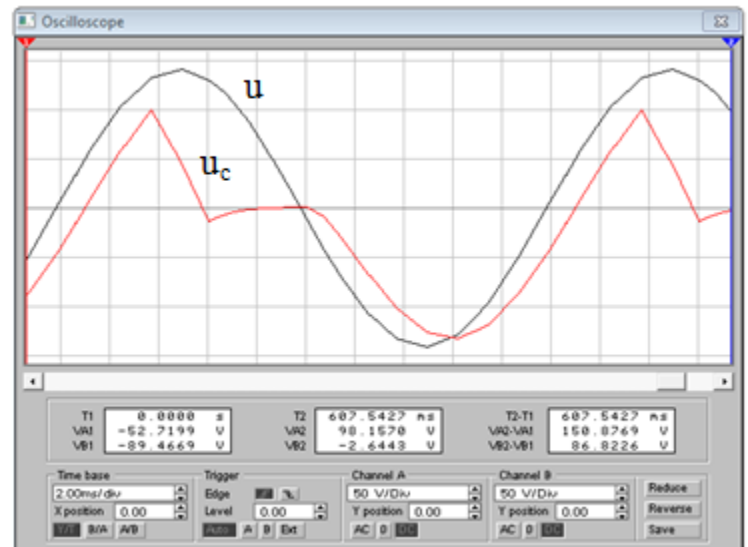 Oscilloscope
u
uc
T1 0.0000 s
VA1 -52.7199 V
VB1 -89.4669 V
T2 607.5427 ms
VA2 98.1570 V
VB2 -2.6443 V
T2-T1 607.5427 ms
VA2-VA1 150.8769 V
VB2-VB1 86.8226 V
Time base
2.00ms/div
X position 0.00
Y/T B/A A/B
Trigger
Edge
Level 0.00
Auto A B Ext
Channel A
50 V/Div
Y position 0.00
AC 0 DC
Channel B
50 V/Div
Y position 0.00
AC 0 DC
Reduce
Reverse
Save